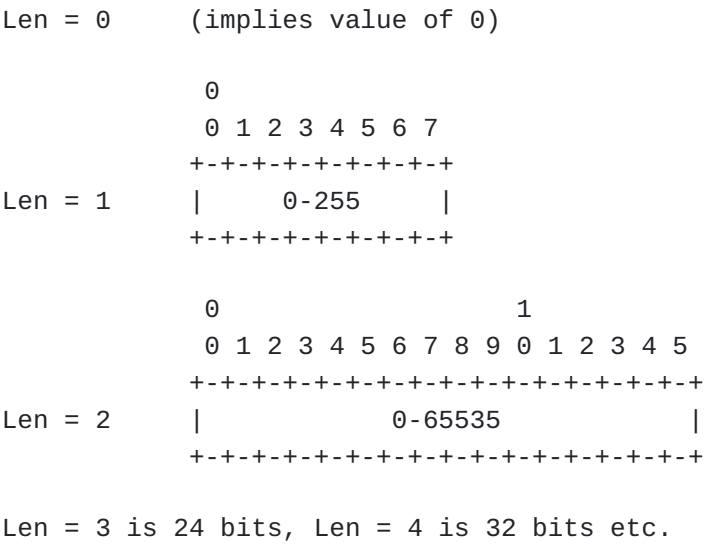 Len = 0     (implies value of 0)
             0
             0 1 2 3 4 5 6 7
            +-+-+-+-+-+-+-+-+
Len = 1     |     0-255     |
            +-+-+-+-+-+-+-+-+
             0                   1
             0 1 2 3 4 5 6 7 8 9 0 1 2 3 4 5
            +-+-+-+-+-+-+-+-+-+-+-+-+-+-+-+-+
Len = 2     |            0-65535            |
            +-+-+-+-+-+-+-+-+-+-+-+-+-+-+-+-+
Len = 3 is 24 bits, Len = 4 is 32 bits etc.